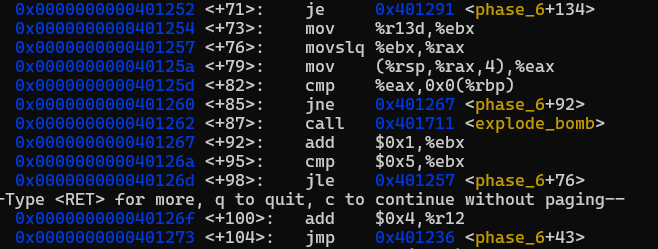 0x0000000000401252 <+71>: je 0x401291 <phase_6+134>
0x0000000000401254 <+73>: mov %r13d,%ebx
0x0000000000401257 <+76>: movslq %ebx,%rax
0x000000000040125a <+79>: mov (%rsp,%rax,4),%eax
0x000000000040125d <+82>: cmp %eax,0x0(%rbp)
0x0000000000401260 <+85>: jne 0x401267 <phase_6+92>
0x0000000000401262 <+87>: call 0x401711 <explode_bomb>
0x0000000000401267 <+92>: add $0x1,%ebx
0x000000000040126a <+95>: cmp $0x5,%ebx
0x000000000040126d <+98>: jle 0x401257 <phase_6+76>
-Type <RET> for more, q to quit, c to continue without paging--
0x000000000040126f <+100>: add $0x4,%r12
0x0000000000401273 <+104>: jmp 0x401236 <phase_6+43>